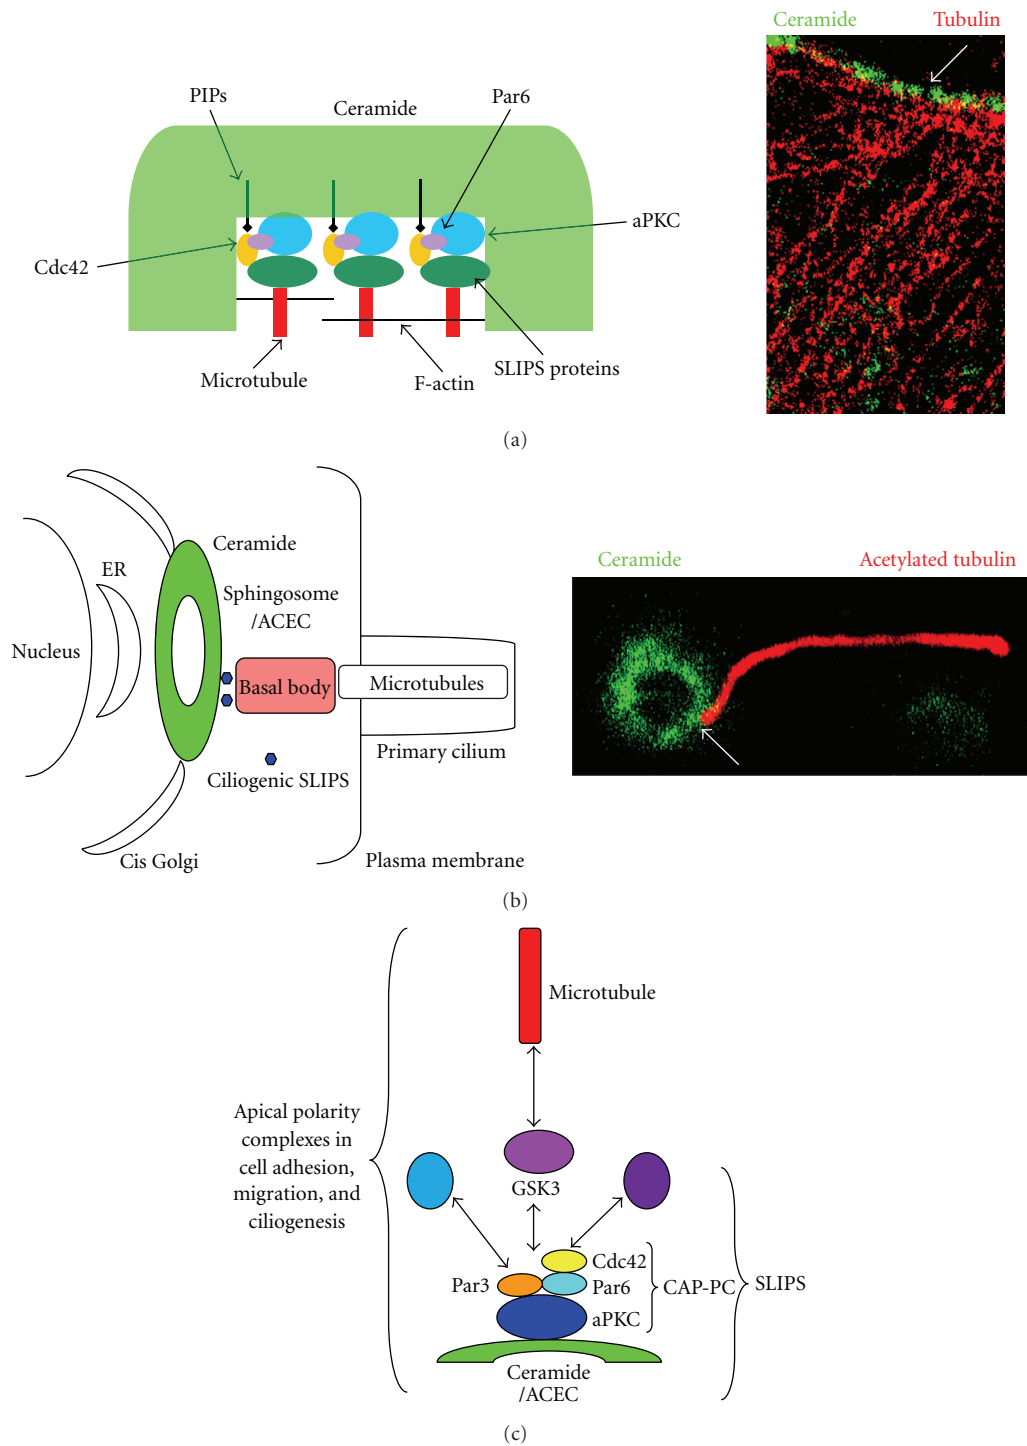 Ceramide
Tubulin
PIPs
Ceramide
Par6
aPKC
Cdc42
Microtubule
F-actin
SLIPS proteins
(a)
Ceramide
ER
Sphingosome
/ACEC
Nucleus
Basal body
Microtubules
Primary cilium
Ciliogenic SLIPS
Cis Golgi
Plasma membrane
Ceramide
Acetylated tubulin
(b)
Microtubule
Apical polarity
complexes in
cell adhesion,
migration, and
ciliogenesis
GSK3
Cdc42
Par3
Par6
CAP-PC
SLIPS
aPKC
Ceramide
/ACEC
(c)